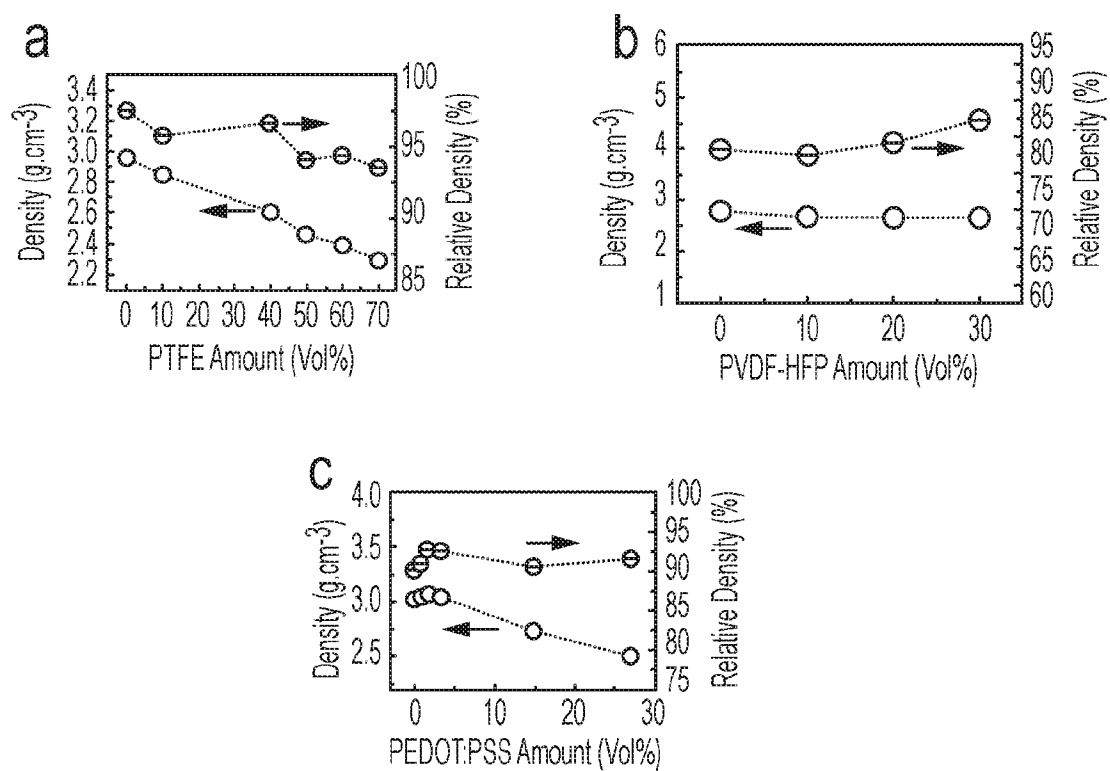 a
Density (g.cm-3)
3.4
3.2
3.0
2.8
2.6
2.4
2.2
100
95
90
85
Relative Density (%)
0 10 20 30 40 50 60 70
PTFE Amount (Vol%)
b
Density (g.cm-3)
6
5
4
3
2
1
95
90
85
80
75
70
65
60
Relative Density (%)
0 10 20 30
PVDF-HFP Amount (Vol%)
c
Density (g.cm-3)
4.0
3.5
3.0
2.5
100
95
90
85
80
75
Relative Density (%)
0 10 20 30
PEDOT:PSS Amount (Vol%)